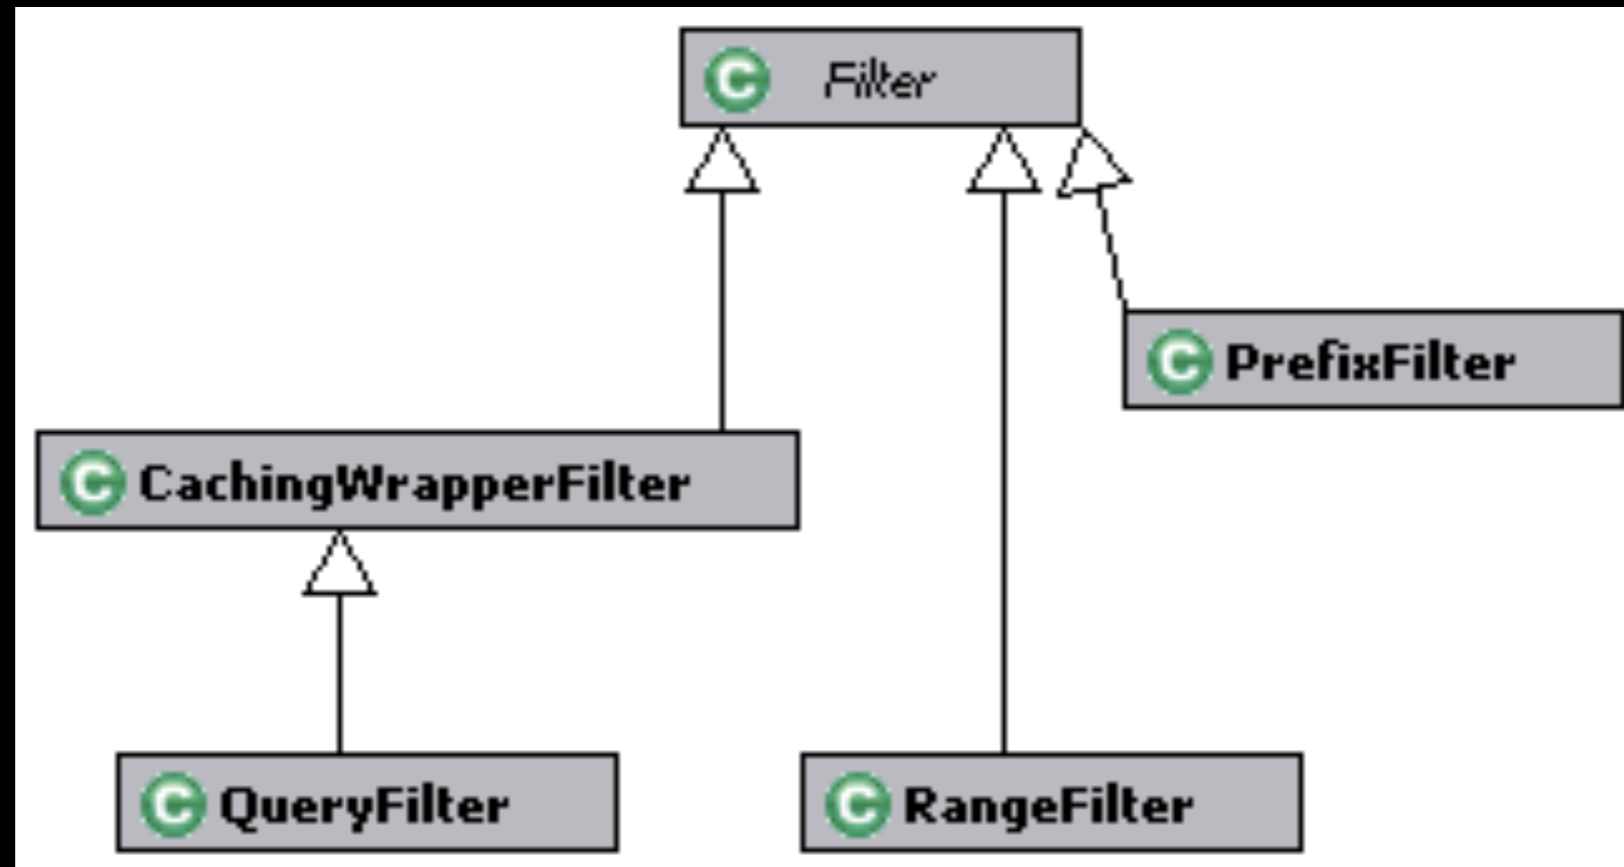 C Filter
C PrefixFilter
C CachingWrapperFilter
C QueryFilter
C RangeFilter